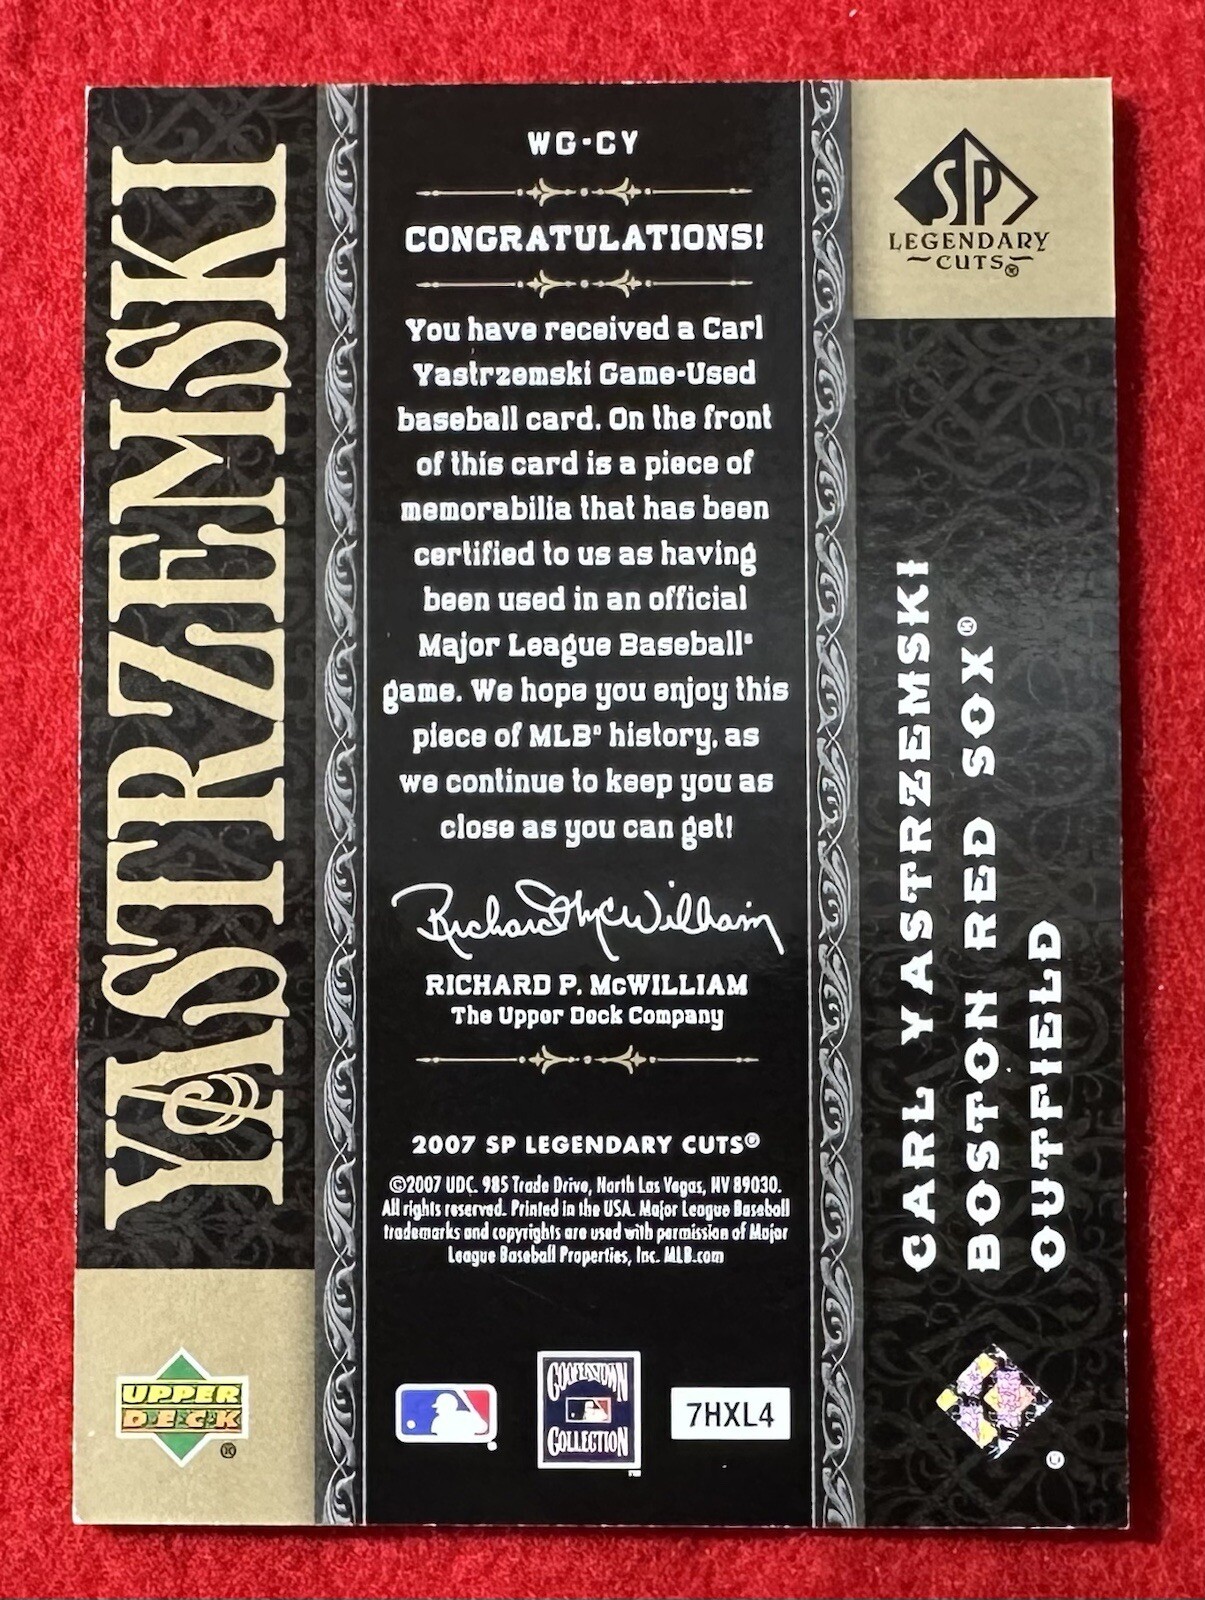 YASTRZEMSKI
UPPER
DECK®
WG-CY
CONGRATULATIONS!
You have received a Carl
Yastrzemski Game-Used
baseball card. On the front
of this card is a piece of
memorabilia that has been
certified to us as having
been used in an official
Major League Baseball®
game. We hope you enjoy this
piece of MLB® history, as
we continue to keep you as
close as you can get!
Richard McWilliam
RICHARD P. McWILLIAM
The Upper Deck Company
2007 SP LEGENDARY CUTS®
©2007 UDC. 985 Trade Drive, North Las Vegas, NV 89030.
All rights reserved. Printed in the USA. Major League Baseball
trademarks and copyrights are used with permission of Major
League Baseball Properties, Inc. MLB.com
COOPERSTOWN
COLLECTION™
7HXL4
SP
LEGENDARY
CUTS®
CARL YASTRZEMSKI
BOSTON RED SOX®
OUTFIELD